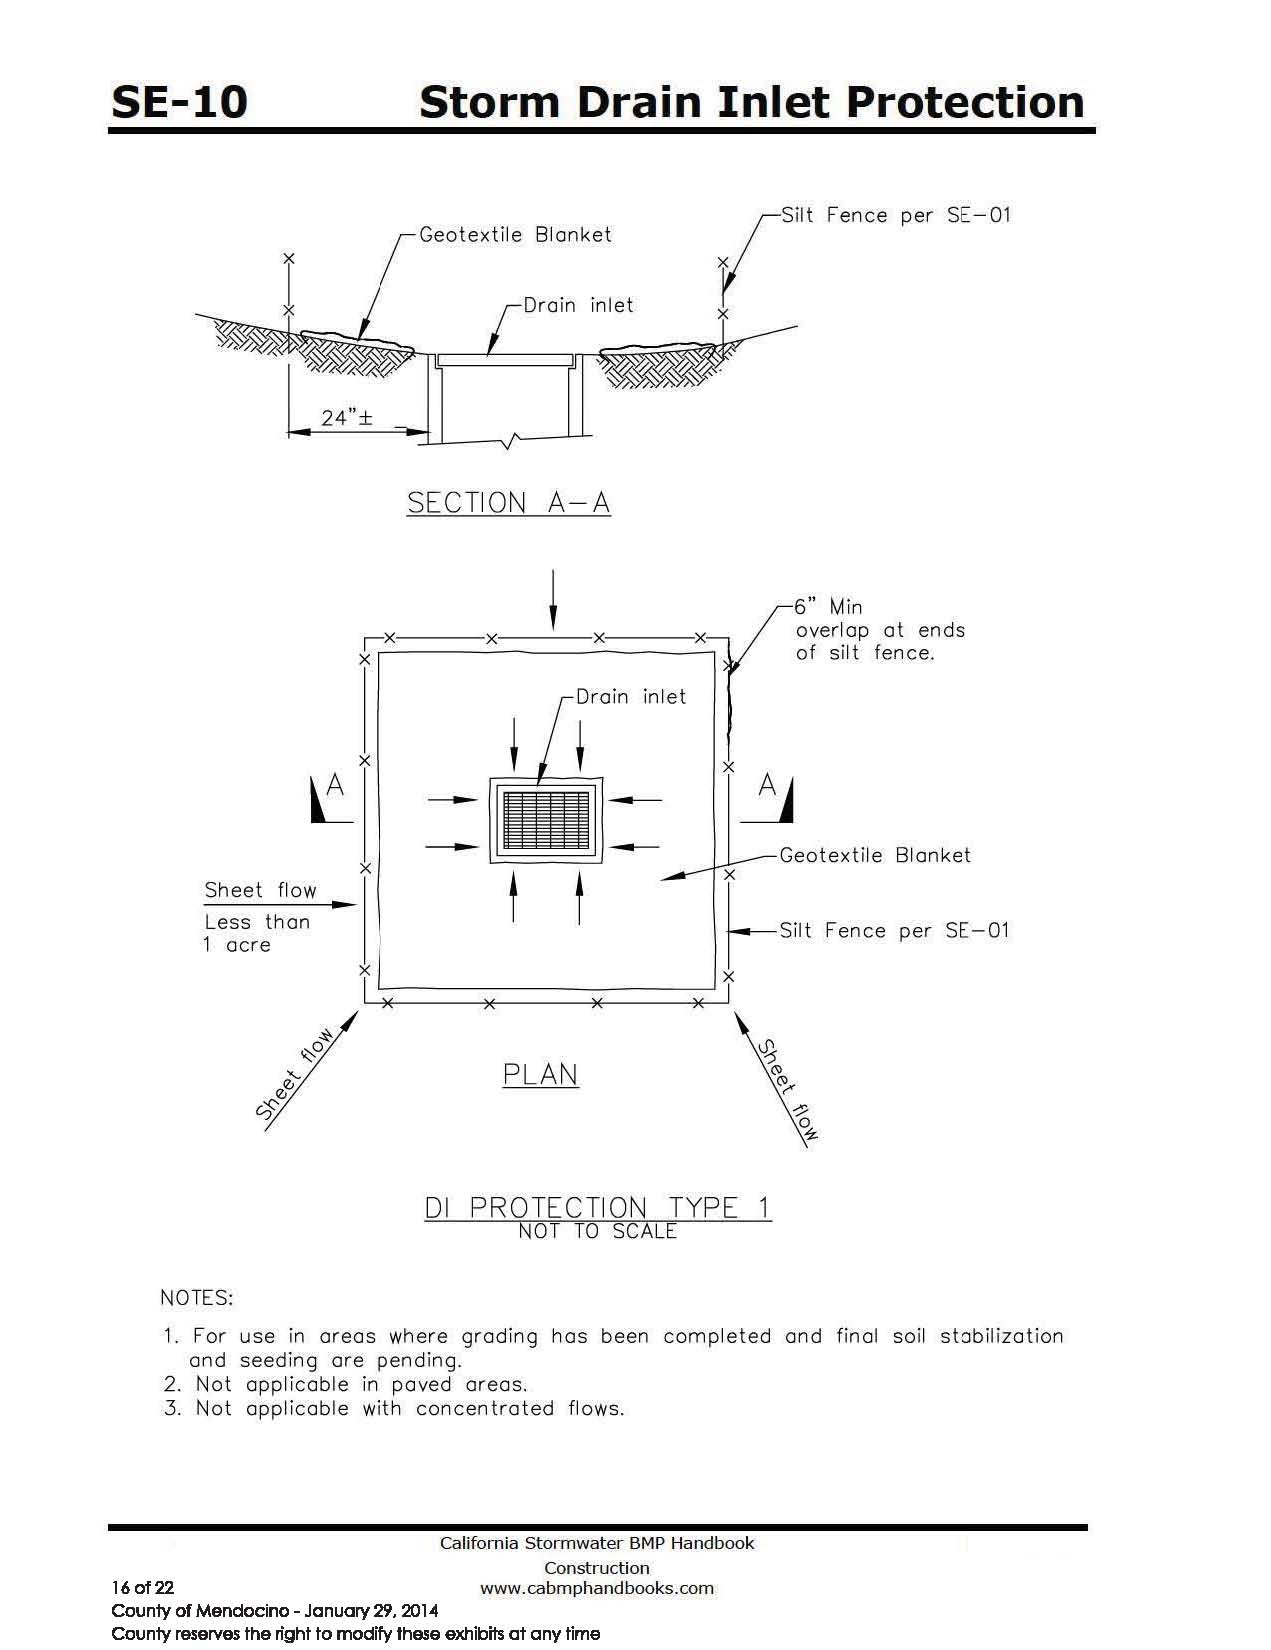 SE-10 Storm Drain Inlet Protection
Silt Fence per SE-01
Geotextile Blanket
Drain inlet
24"±
SECTION A-A
6" Min
overlap at ends
of silt fence.
Drain inlet
A A
Geotextile Blanket
Sheet flow
Less than
1 acre
Silt Fence per SE-01
Sheet flow
Sheet flow
PLAN
DI PROTECTION TYPE 1
NOT TO SCALE
NOTES:
1. For use in areas where grading has been completed and final soil stabilization
and seeding are pending.
2. Not applicable in paved areas.
3. Not applicable with concentrated flows.
California Stormwater BMP Handbook
Construction
16 of 22 www.cabmphandbooks.com
County of Mendocino - January 29, 2014
County reserves the right to modify these exhibits at any time